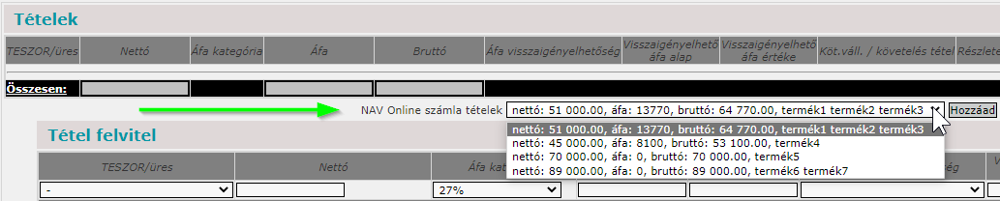 Tételek
TESZOR/üres Nettó Áfa kategória Áfa Bruttó Áfa visszaigényelhetőség Visszaigényelhető áfa alap Visszaigényelhető áfa értéke Köt.váll. / követelés tétel Részlete
Összesen:
NAV Online számla tételek nettó: 51 000.00, áfa: 13770, bruttó: 64 770.00, termék1 termék2 termék3 Hozzáad
nettó: 51 000.00, áfa: 13770, bruttó: 64 770.00, termék1 termék2 termék3
nettó: 45 000.00, áfa: 8100, bruttó: 53 100.00, termék4
nettó: 70 000.00, áfa: 0, bruttó: 70 000.00, termék5
nettó: 89 000.00, áfa: 0, bruttó: 89 000.00, termék6 termék7
Tétel felvitel
TESZOR/üres Nettó Áfa kat ség
- 27%